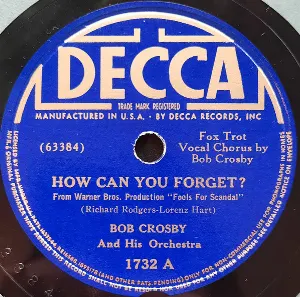 DECCA
TRADE MARK REGISTERED
MANUFACTURED IN U.S.A. - BY DECCA RECORDS, INC
Fox Trot
(63384)
Vocal Chorus by
Bob Crosby
HOW CAN YOU FORGET?
From Warner Bros. Production "Fools For Scandal"
(Richard Rodgers-Lorenz Hart)
BOB CROSBY
And His Orchestra
1732 A